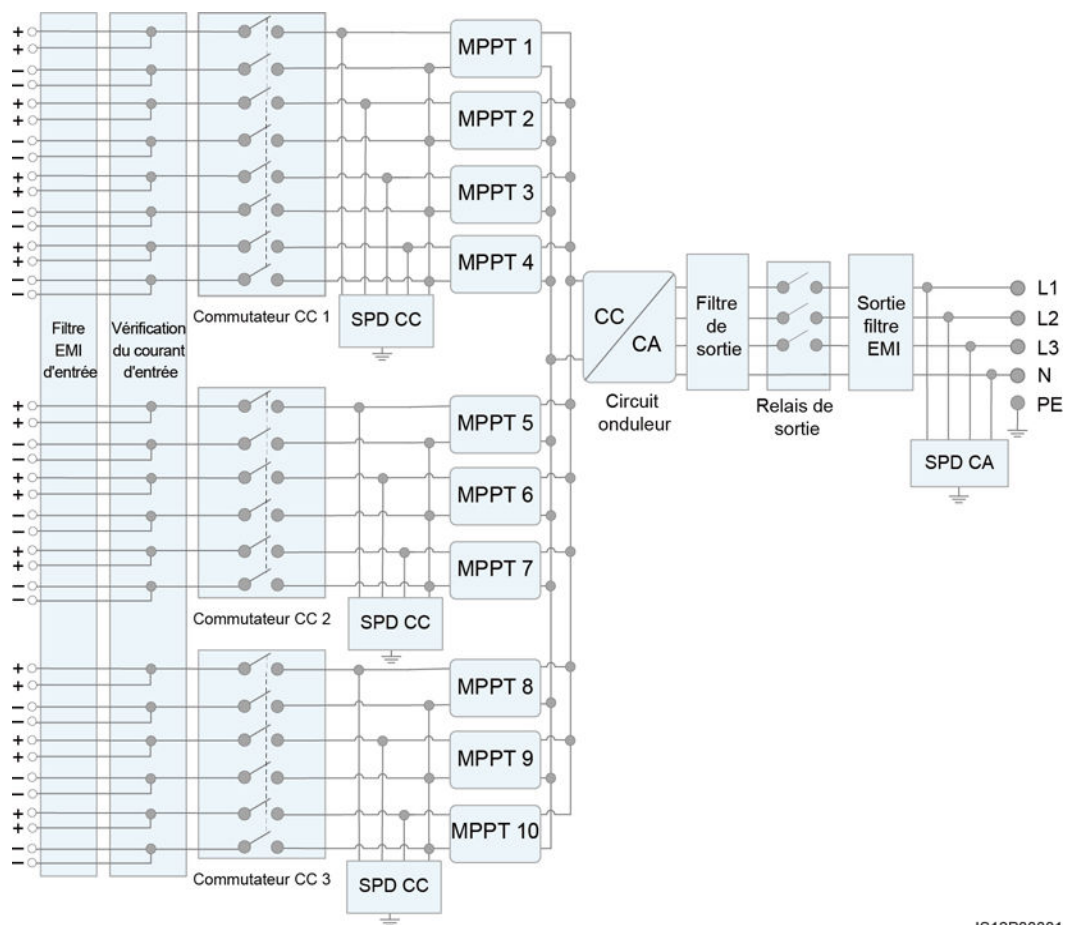 +
+
−
−
+
+
−
−
+
+
−
−
+
+
−
−
MPPT 1
MPPT 2
MPPT 3
MPPT 4
Commutateur CC 1
SPD CC
Filtre
EMI
d'entrée
Vérification
du courant
d'entrée
CC
CA
Circuit
onduleur
Filtre
de
sortie
Relais de
sortie
Sortie
filtre
EMI
L1
L2
L3
N
PE
SPD CA
+
+
−
−
+
+
−
−
+
+
−
−
MPPT 5
MPPT 6
MPPT 7
Commutateur CC 2
SPD CC
+
+
−
−
+
+
−
−
+
+
−
−
MPPT 8
MPPT 9
MPPT 10
Commutateur CC 3
SPD CC